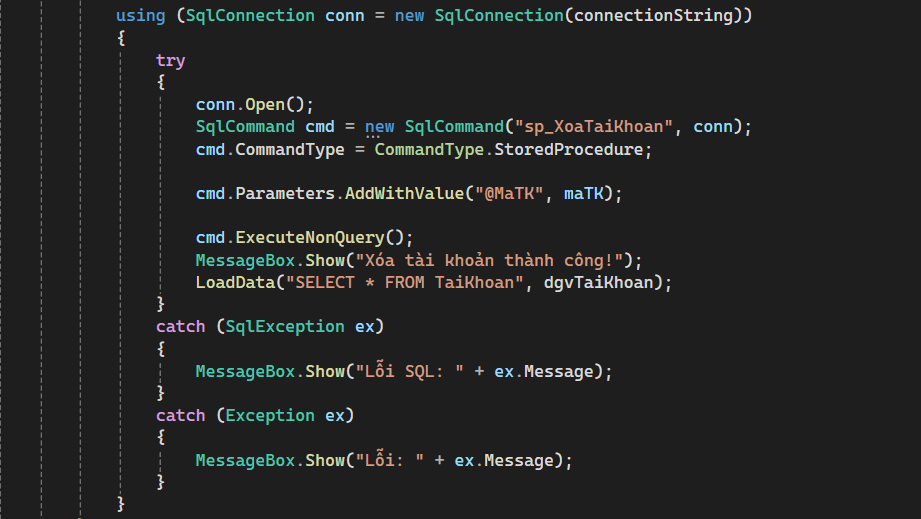 using (SqlConnection conn = new SqlConnection(connectionString))
{
try
{
conn.Open();
SqlCommand cmd = new SqlCommand("sp_XoaTaiKhoan", conn);
cmd.CommandType = CommandType.StoredProcedure;
cmd.Parameters.AddWithValue("@MaTK", maTK);
cmd.ExecuteNonQuery();
MessageBox.Show("Xóa tài khoản thành công!");
LoadData("SELECT * FROM TaiKhoan", dgvTaiKhoan);
}
catch (SqlException ex)
{
MessageBox.Show("Lỗi SQL: " + ex.Message);
}
catch (Exception ex)
{
MessageBox.Show("Lỗi: " + ex.Message);
}
}